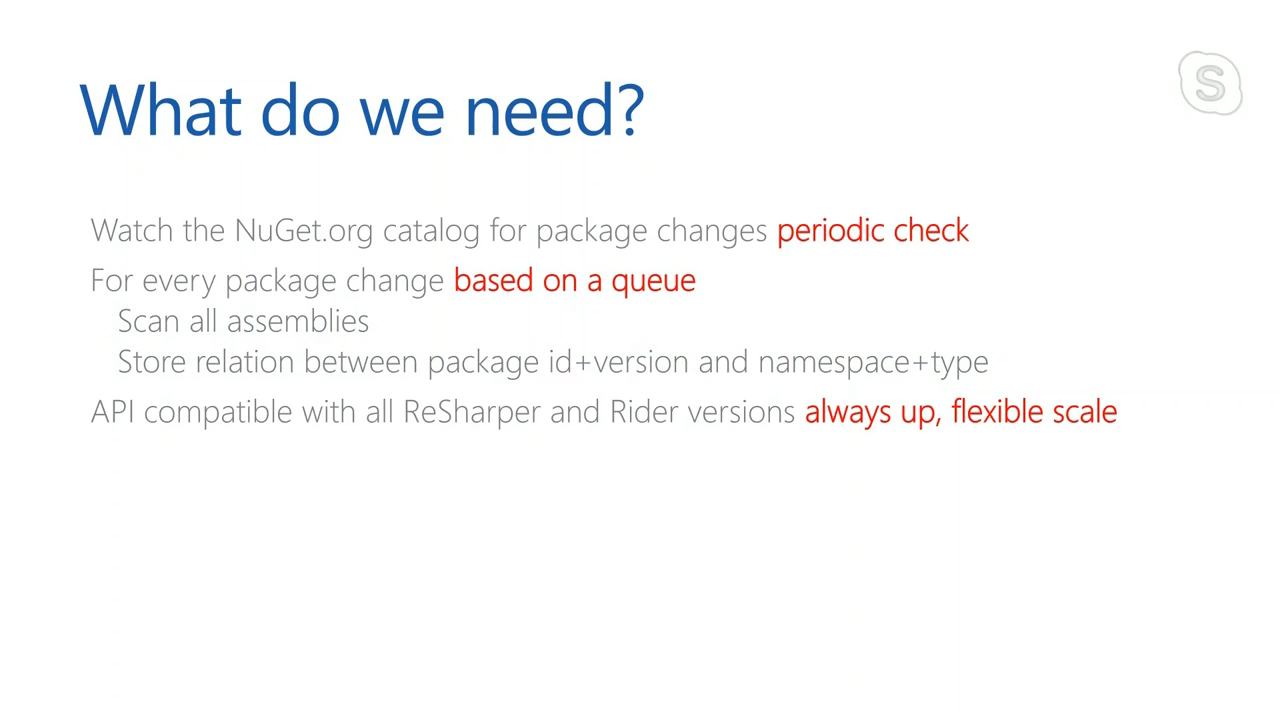 What do we need?
S
Watch the NuGet.org catalog for package changes periodic check
For every package change based on a queue
Scan all assemblies
Store relation between package id+version and namespace+type
API compatible with all ReSharper and Rider versions always up, flexible scale